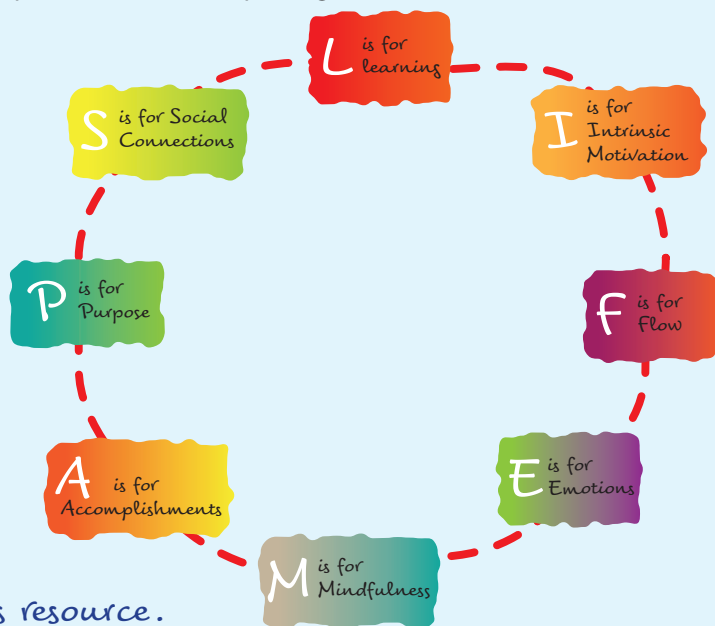 L is for
learning
I is for
Intrinsic
Motivation
F is for
Flow
E is for
Emotions
M is for
Mindfulness
A is for
Accomplishments
P is for
Purpose
S is for Social
Connections
s resource.